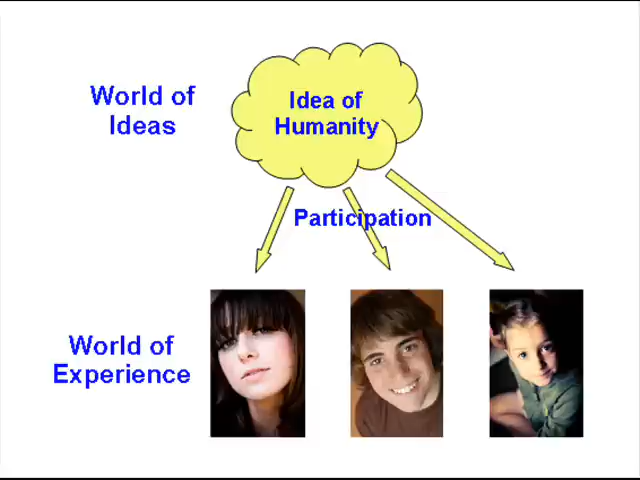 World of
Ideas
Idea of
Humanity
Participation
World of
Experience